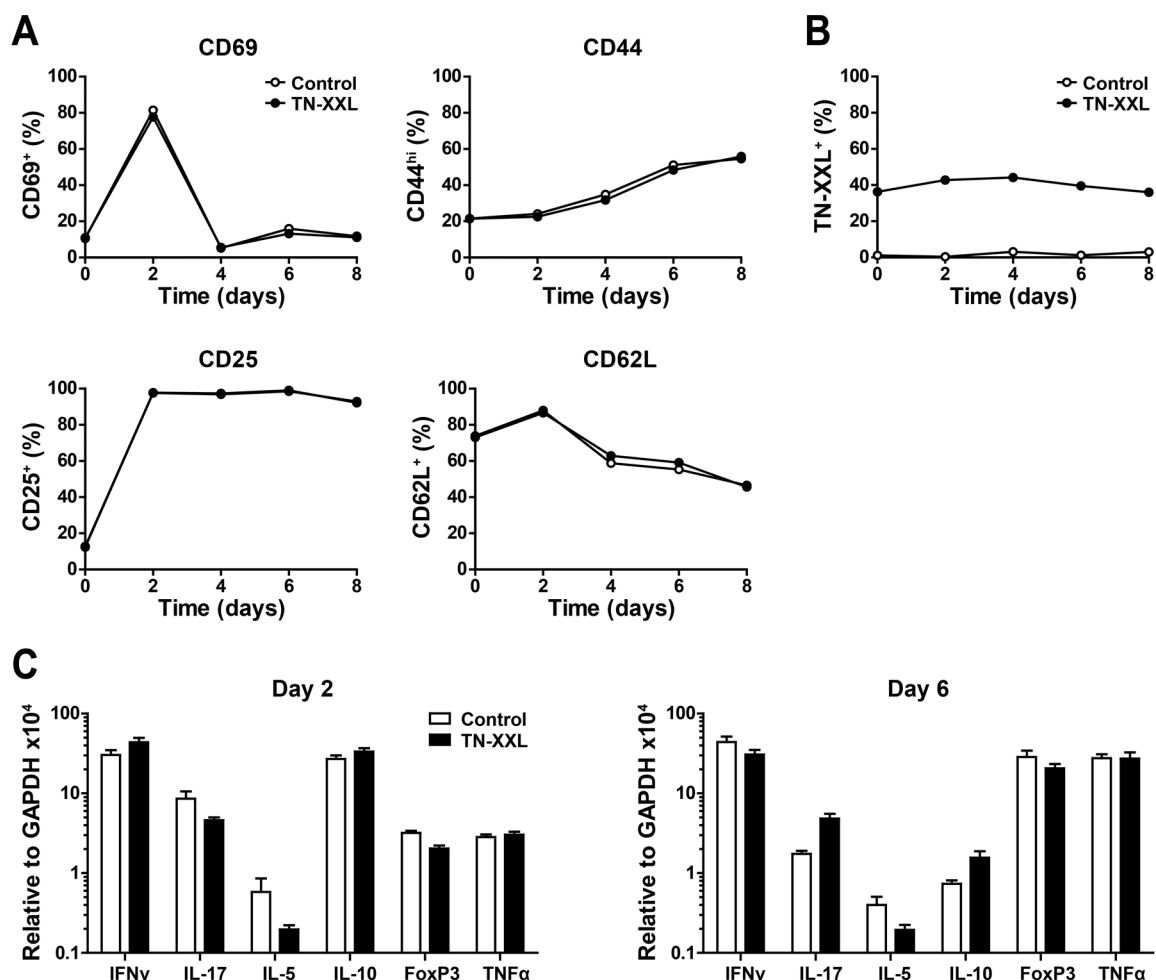 A
CD69
100
80
60
40
20
0
CD69⁺ (%)
Control
TN-XXL
0 2 4 6 8
Time (days)
CD44
100
80
60
40
20
0
CD44ʰⁱ (%)
0 2 4 6 8
Time (days)
B
100
80
60
40
20
0
TN-XXL⁺ (%)
Control
TN-XXL
0 2 4 6 8
Time (days)
CD25
100
80
60
40
20
0
CD25⁺ (%)
0 2 4 6 8
Time (days)
CD62L
100
80
60
40
20
0
CD62L⁺ (%)
0 2 4 6 8
Time (days)
C
Day 2
100
10
1
0.1
Relative to GAPDH x10⁴
Control
TN-XXL
IFNγ IL-17 IL-5 IL-10 FoxP3 TNFα
Day 6
100
10
1
0.1
Relative to GAPDH x10⁴
IFNγ IL-17 IL-5 IL-10 FoxP3 TNFα